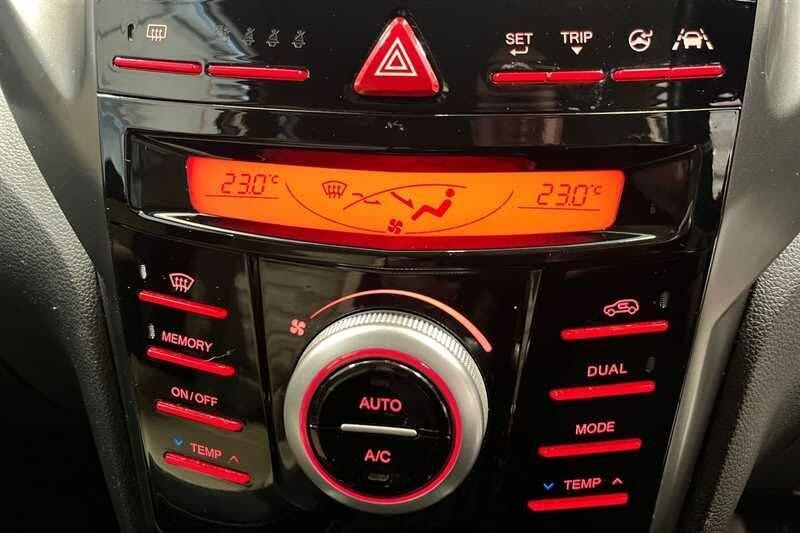 SET TRIP
23.0°C 23.0°C
MEMORY
ON/OFF
TEMP
AUTO
A/C
DUAL
MODE
TEMP